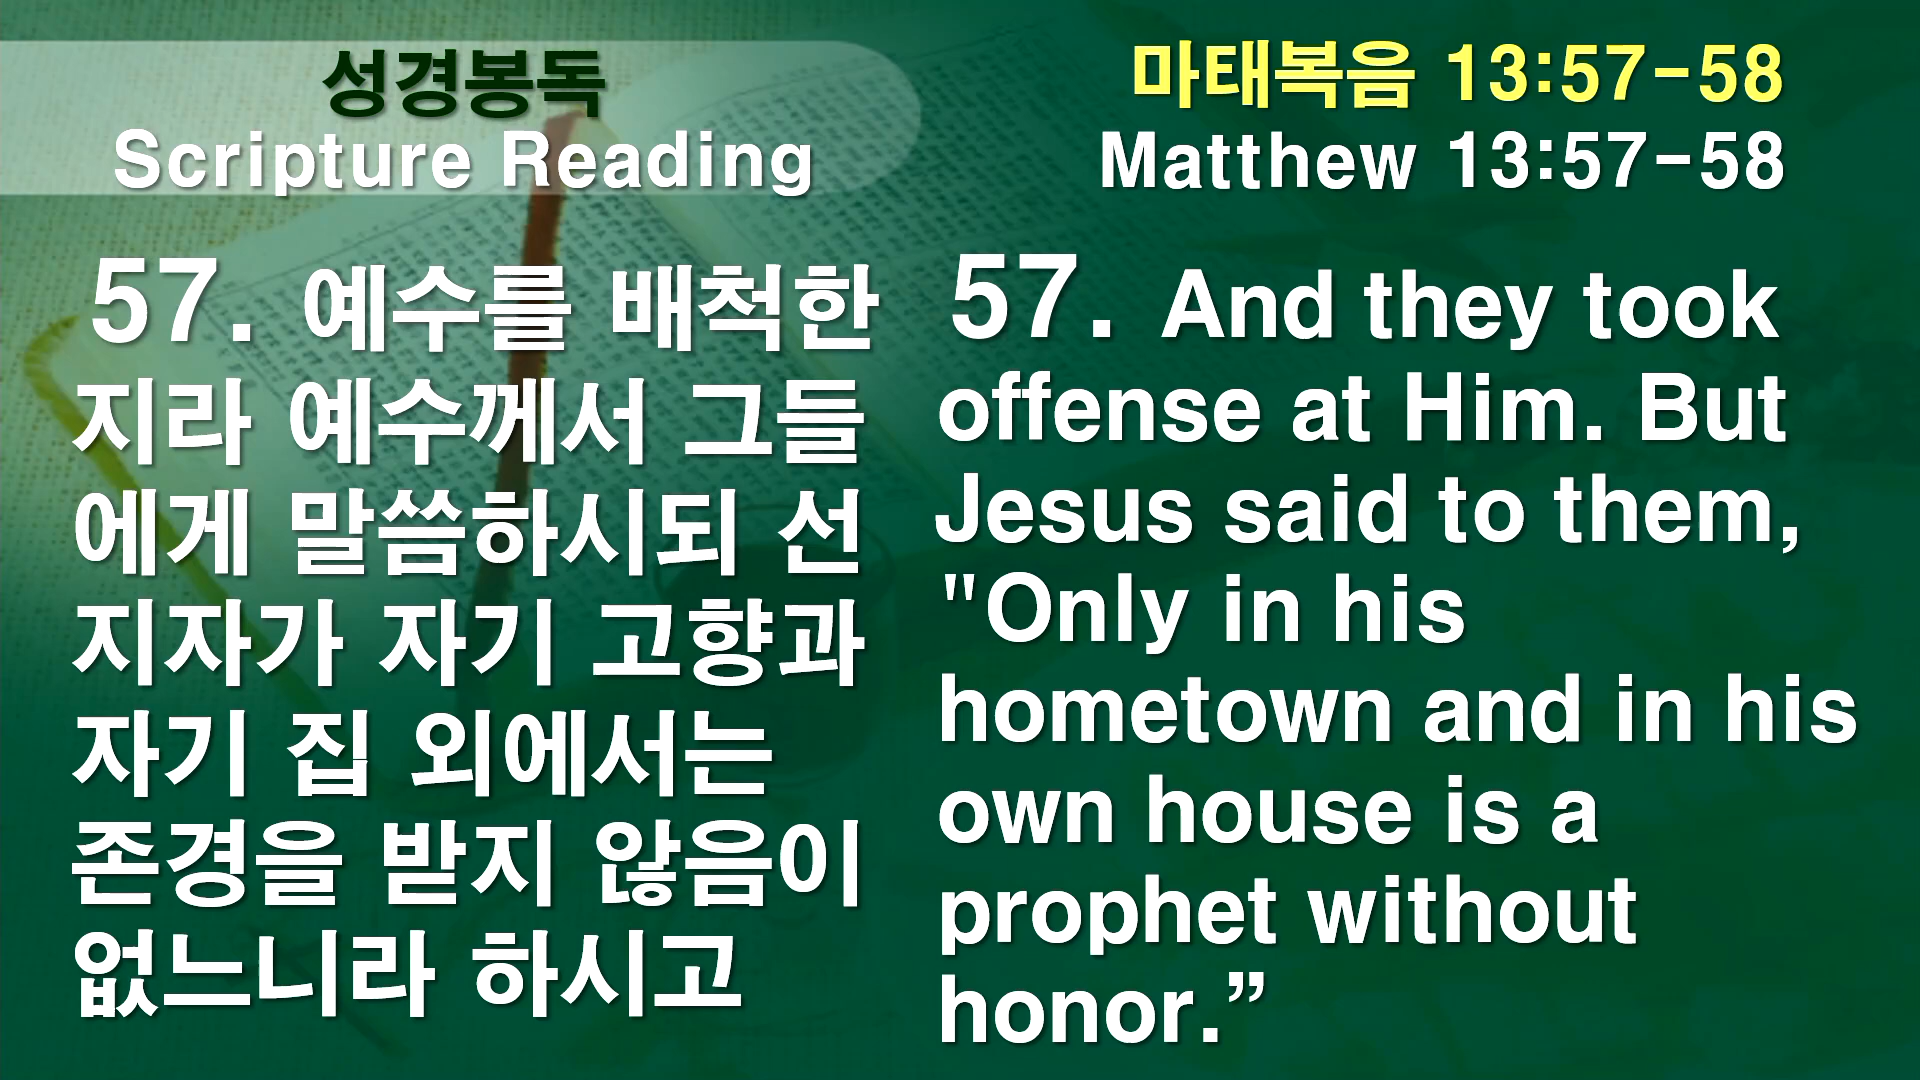 성경봉독
Scripture Reading
마태복음 13:57-58
Matthew 13:57-58
57. 예수를 배척한
지라 예수께서 그들
에게 말씀하시되 선
지자가 자기 고향과
자기 집 외에서는
존경을 받지 않음이
없느니라 하시고
57. And they took
offense at Him. But
Jesus said to them,
"Only in his
hometown and in his
own house is a
prophet without
honor.”